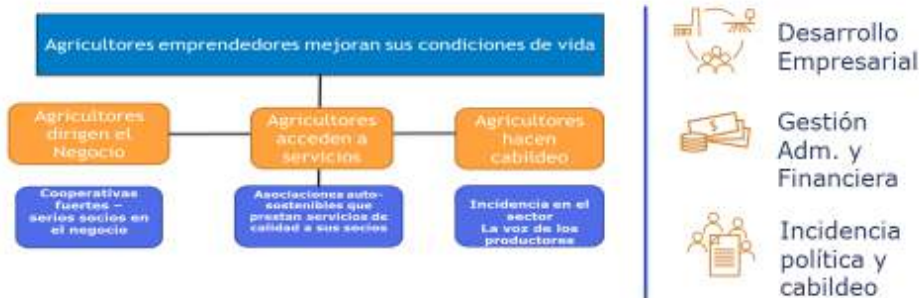 Agricultores emprendedores mejoran sus condiciones de vida
Agricultores
dirigen el
Negocio
Agricultores
acceden a
servicios
Agricultores
hacen
cabildeo
Cooperativas
fuertes –
serios socios en
el negocio
Asociaciones auto-
sostenibles que
prestan servicios de
calidad a sus socios
Incidencia en el
sector
La voz de los
productores
Desarrollo
Empresarial
Gestión
Adm. y
Financiera
Incidencia
política y
cabildeo